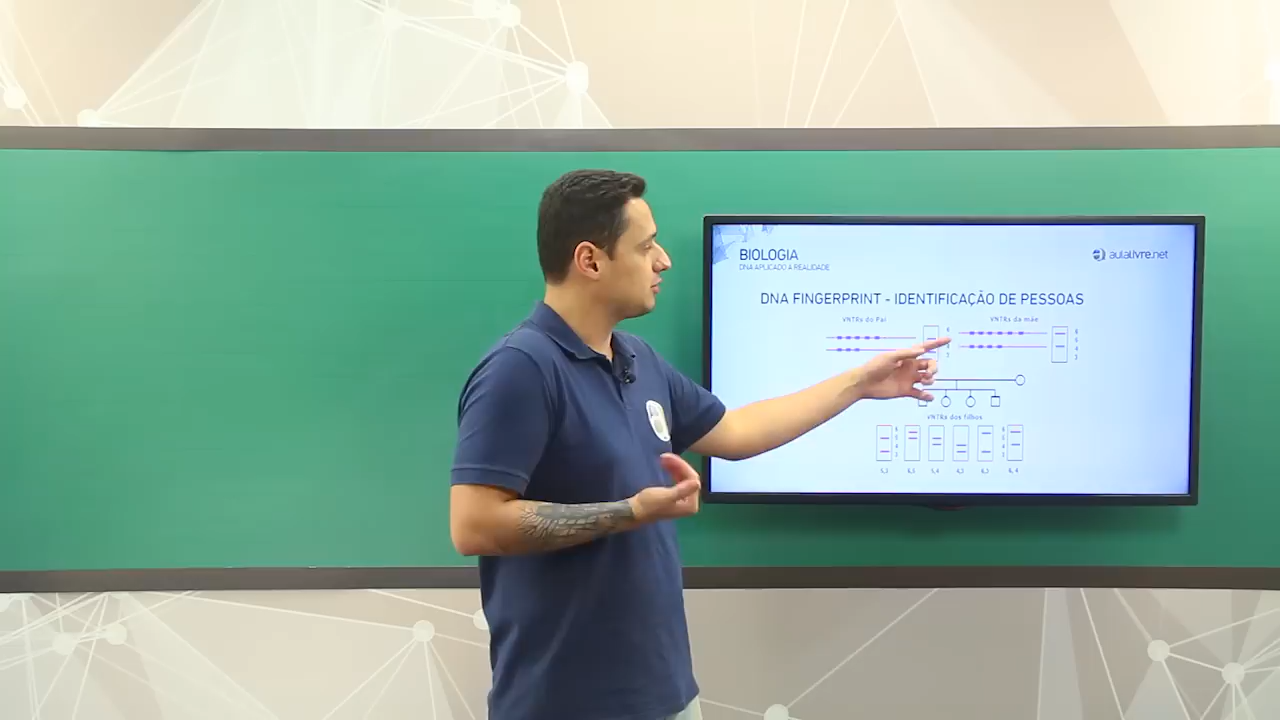 BIOLOGIA
DNA APLICADO A REALIDADE
aulalivre.net
DNA FINGERPRINT - IDENTIFICAÇÃO DE PESSOAS
VNTRs do Pai
VNTRs da mãe
VNTRs dos filhos